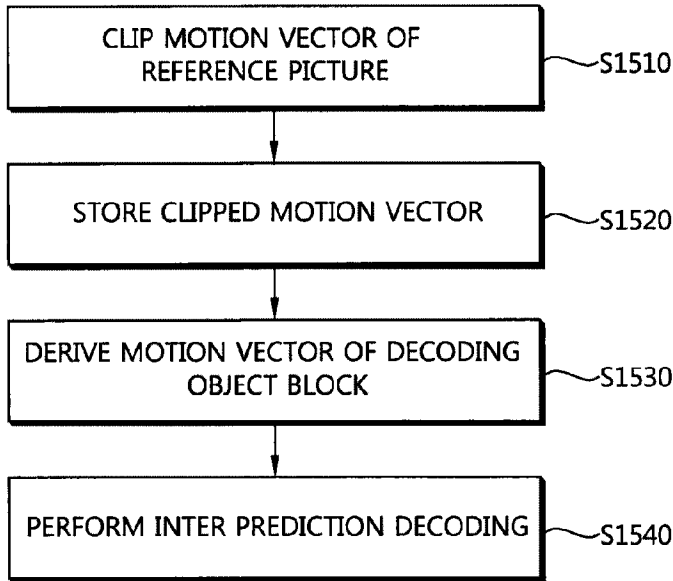 CLIP MOTION VECTOR OF
REFERENCE PICTURE
S1510
STORE CLIPPED MOTION VECTOR
S1520
DERIVE MOTION VECTOR OF DECODING
OBJECT BLOCK
S1530
PERFORM INTER PREDICTION DECODING
S1540